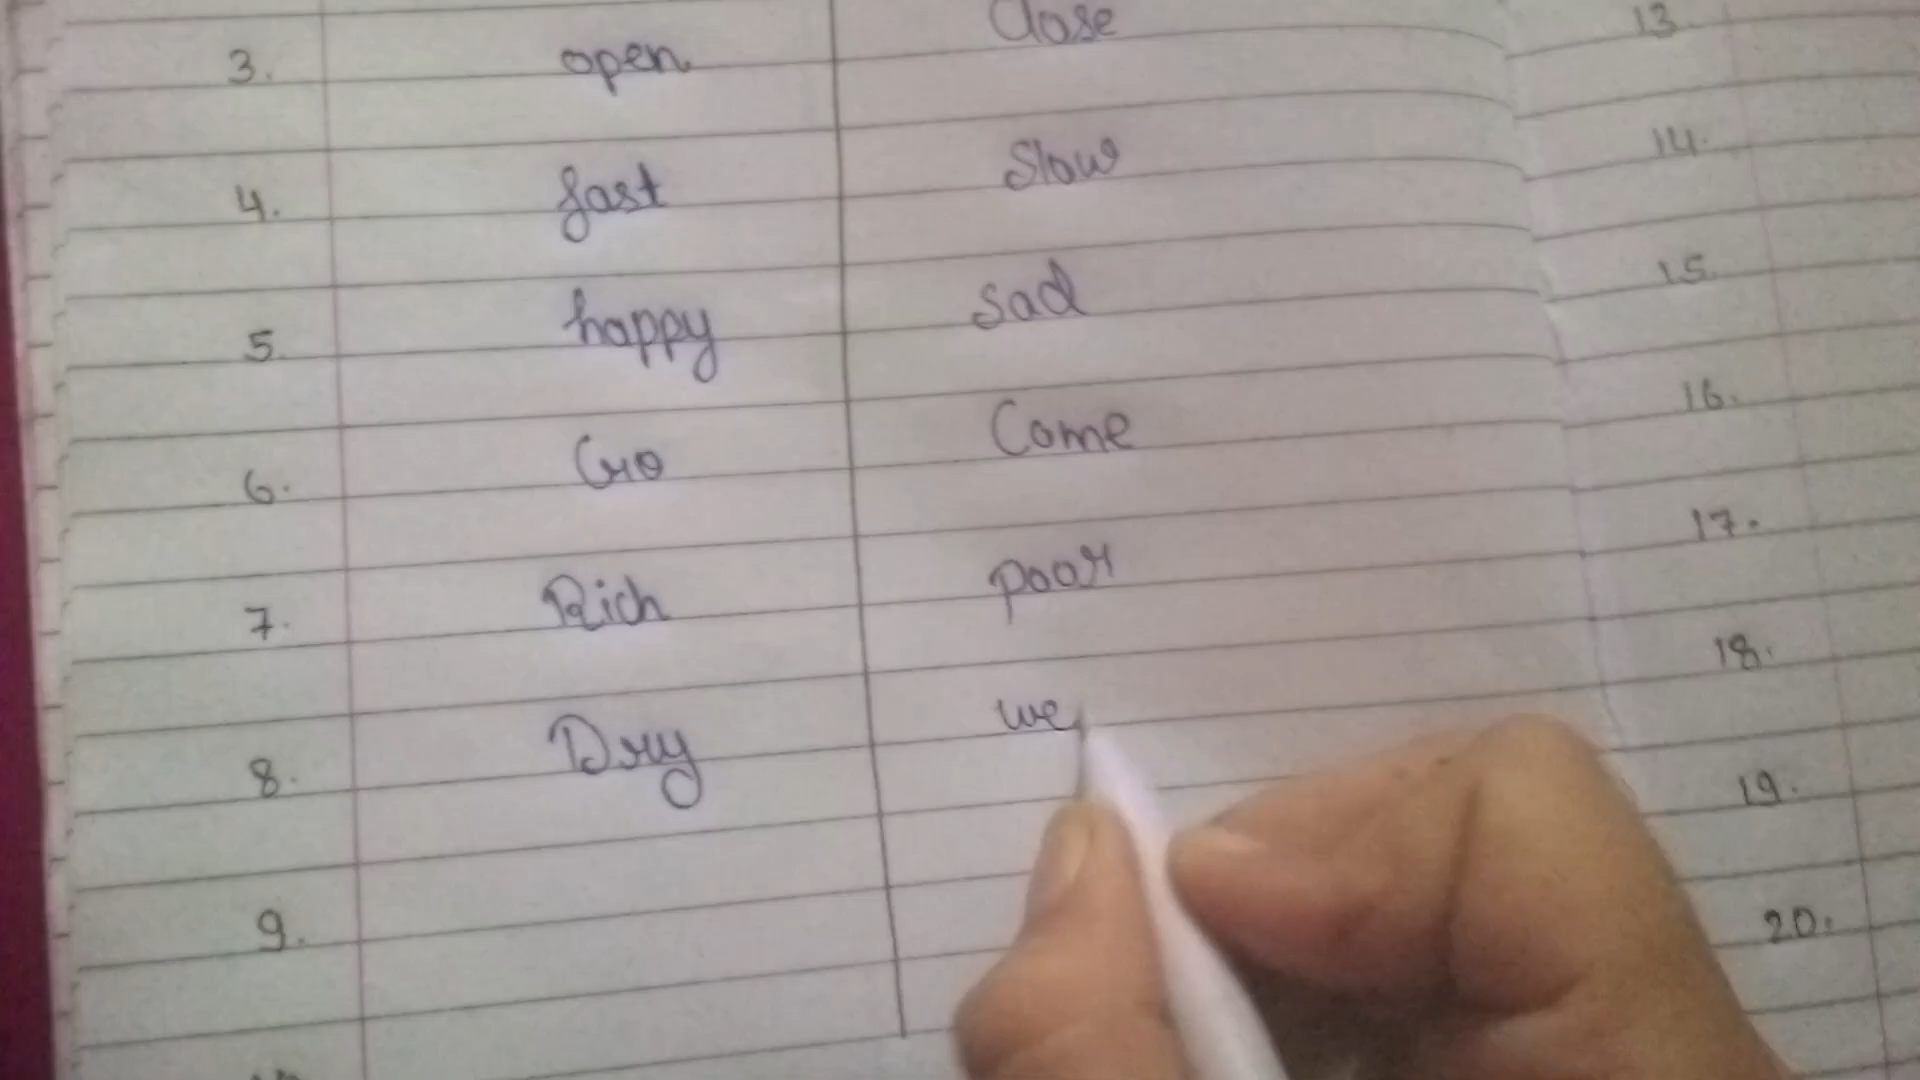 3. open Close 13
4. fast Slow 14.
5 happy sad 15.
6. Go Come 16.
7. Rich poor 17.
8. Dry we 18.
9. 19.
20.